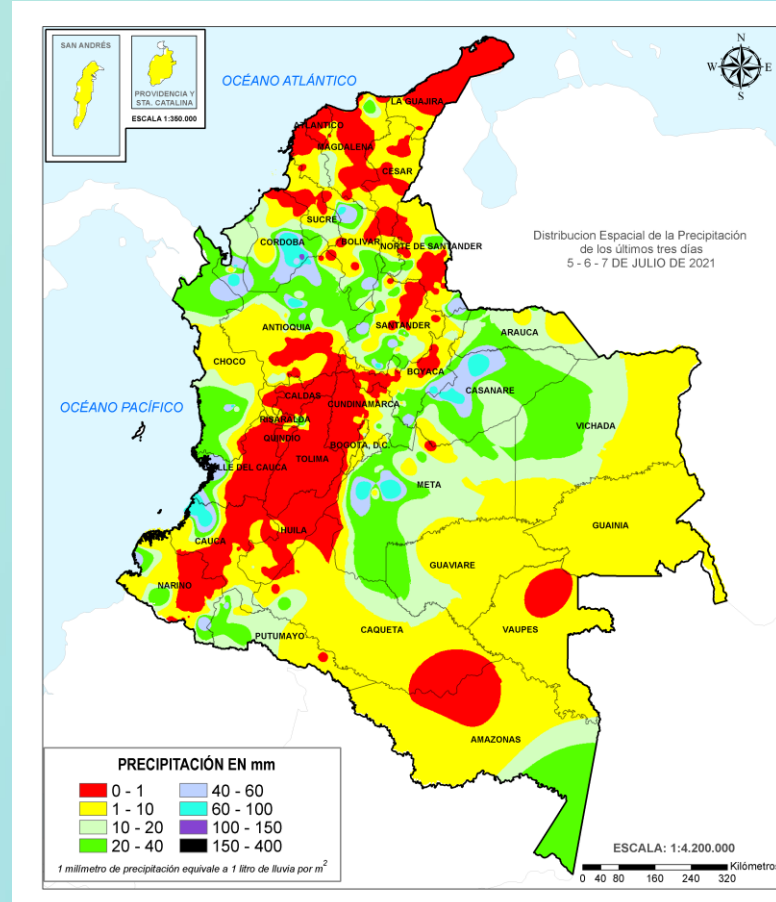 SAN ANDRÉS
PROVIDENCIA Y
STA. CATALINA
ESCALA 1:350.000
OCÉANO ATLÁNTICO
N
W
E
S
LA GUAJIRA
ATLANTICO
MAGDALENA
CESAR
SUCRE
CORDOBA
BOLIVAR
NORTE DE SANTANDER
Distribucion Espacial de la Precipitación
de los últimos tres días
5 - 6 - 7 DE JULIO DE 2021
ANTIOQUIA
SANTANDER
ARAUCA
CHOCO
BOYACA
CASANARE
OCÉANO PACÍFICO
CALDAS
CUNDINAMARCA
RISARALDA
VICHADA
QUINDIO
BOGOTA, D.C.
TOLIMA
VALLE DEL CAUCA
META
GUAINIA
HUILA
CAUCA
GUAVIARE
NARIÑO
VAUPES
CAQUETA
PUTUMAYO
AMAZONAS
PRECIPITACIÓN EN mm
0 - 1
40 - 60
1 - 10
60 - 100
10 - 20
100 - 150
20 - 40
150 - 400
1 milímetro de precipitación equivale a 1 litro de lluvia por m²
ESCALA: 1:4.200.000
Kilómetros
0 40 80 160 240 320